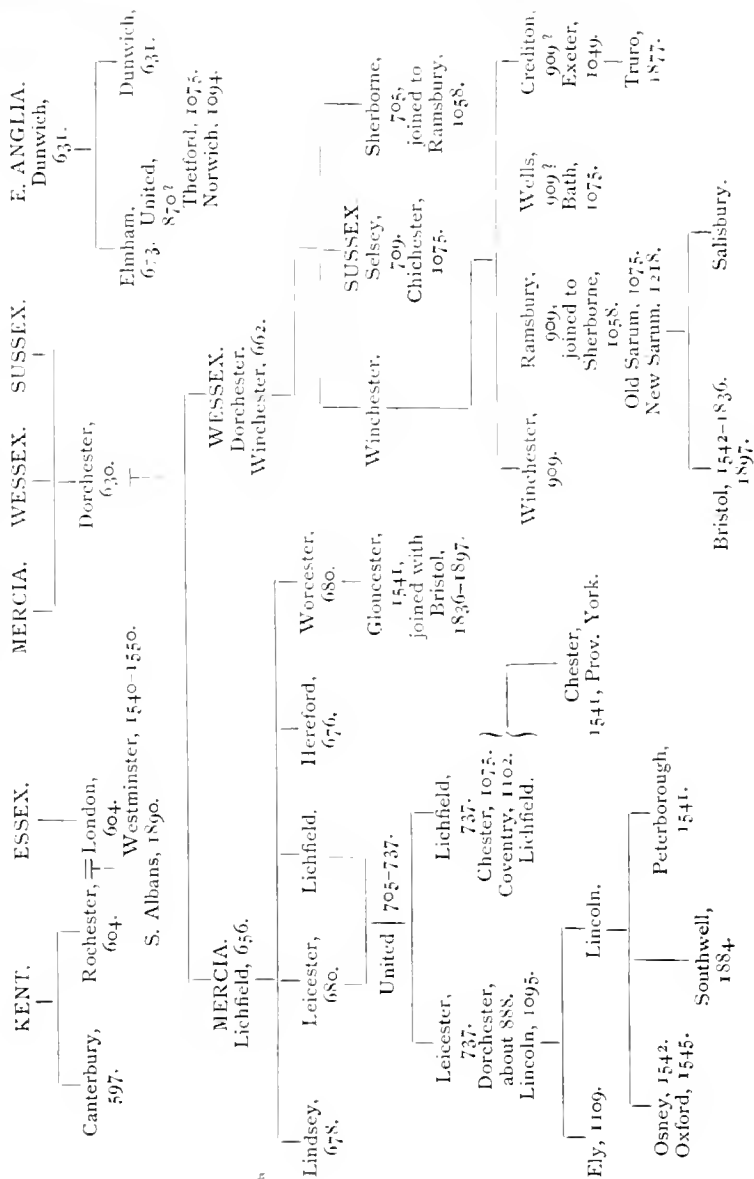 KENT.
ESSEX.
MERCIA.
WESSEX.
SUSSEX.
E. ANGLIA.
Dunwich,
631.
Canterbury,
597.
Rochester,
604.
London,
604.
Westminster, 1540-1550.
S. Albans, 1890.
Dorchester,
630.
Elmham,
673.
United,
870?
Thetford, 1075.
Norwich, 1094.
Dunwich,
631.
MERCIA.
Lichfield, 656.
WESSEX.
Dorchester.
Winchester, 662.
Lindsey,
678.
Leicester,
680.
Lichfield.
Hereford,
676.
Worcester,
680.
Gloucester,
1541,
joined with
Bristol,
1836-1897.
Winchester.
SUSSEX.
Selsey,
709.
Chichester,
1075.
Sherborne,
705,
joined to
Ramsbury,
1058.
United 705-737.
Leicester,
737.
Dorchester,
about 888.
Lincoln, 1095.
Lichfield,
737.
Chester, 1075.
Coventry, 1102.
Lichfield.
Chester,
1541, Prov. York.
Winchester,
909.
Ramsbury,
909,
joined to
Sherborne,
1058.
Old Sarum, 1075.
New Sarum, 1218.
Wells,
909?
Bath,
1075.
Crediton,
909?
Exeter,
1049.
Truro,
1877.
Ely, 1109.
Lincoln.
Bristol, 1542-1836.
1897.
Salisbury.
Osney, 1542.
Oxford, 1545.
Southwell,
1884.
Peterborough,
1541.